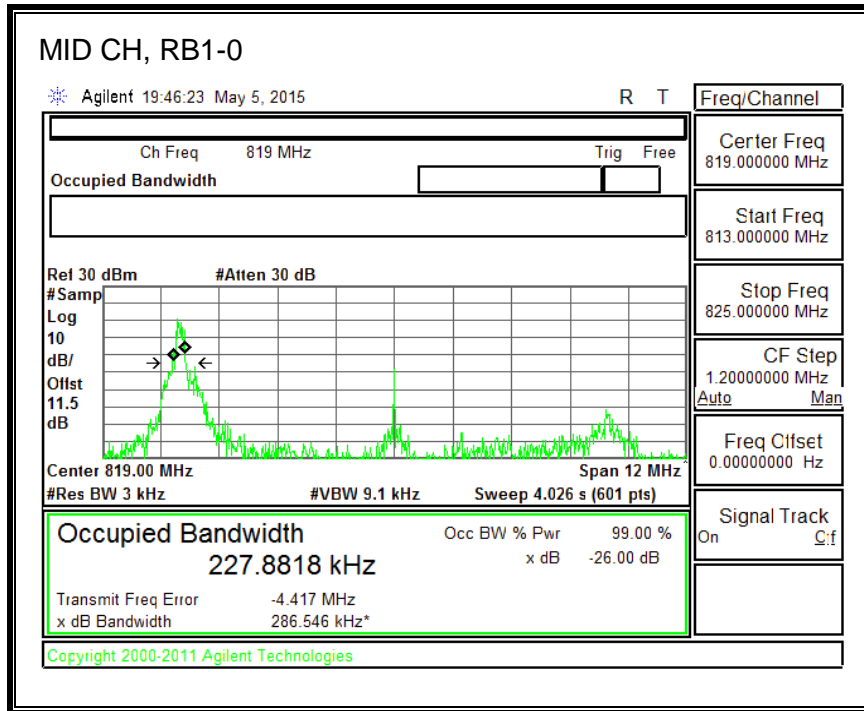 MID CH, RB1-0
Agilent 19:46:23 May 5, 2015 R T
Ch Freq 819 MHz Trig Free
Occupied Bandwidth
Ref 30 dBm #Atten 30 dB
#Samp
Log
10
dB/
Offst
11.5
dB
Center 819.00 MHz Span 12 MHz
#Res BW 3 kHz #VBW 9.1 kHz Sweep 4.026 s (601 pts)
Occupied Bandwidth
227.8818 kHz
Occ BW % Pwr 99.00 %
x dB -26.00 dB
Transmit Freq Error -4.417 MHz
x dB Bandwidth 286.546 kHz*
Copyright 2000-2011 Agilent Technologies
Freq/Channel
Center Freq
819.000000 MHz
Start Freq
813.000000 MHz
Stop Freq
825.000000 MHz
CF Step
1.20000000 MHz
Auto Man
Freq Offset
0.00000000 Hz
Signal Track
On Off